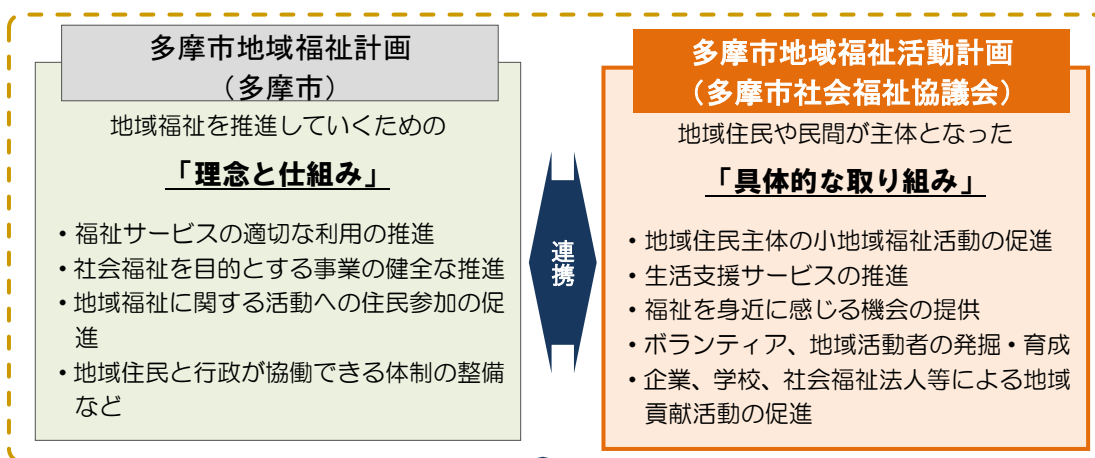 多摩市地域福祉計画
(多摩市)
地域福祉を推進していくための
「理念と仕組み」
・福祉サービスの適切な利用の推進
・社会福祉を目的とする事業の健全な推進
・地域福祉に関する活動への住民参加の促
進
・地域住民と行政が協働できる体制の整備
など
連携
多摩市地域福祉活動計画
(多摩市社会福祉協議会)
地域住民や民間が主体となった
「具体的な取り組み」
・地域住民主体の小地域福祉活動の促進
・生活支援サービスの推進
・福祉を身近に感じる機会の提供
・ボランティア、地域活動者の発掘・育成
・企業、学校、社会福祉法人等による地域
貢献活動の促進